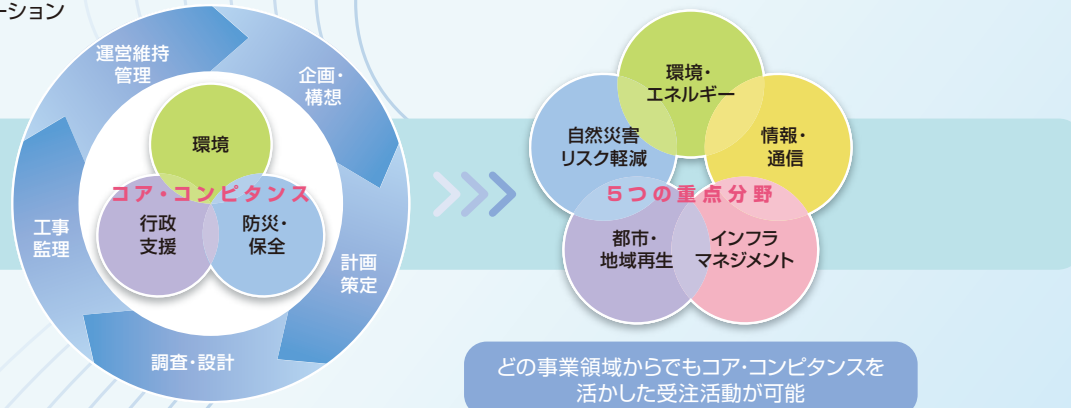 ーション
運営維持
管理
企画・
構想
計画
策定
調査・設計
工事
監理
環境
コア・コンピタンス
行政
支援
防災・
保全
環境・
エネルギー
自然災害
リスク軽減
情報・
通信
5つの重点分野
都市・
地域再生
インフラ
マネジメント
どの事業領域からでもコア・コンピタンスを
活かした受注活動が可能